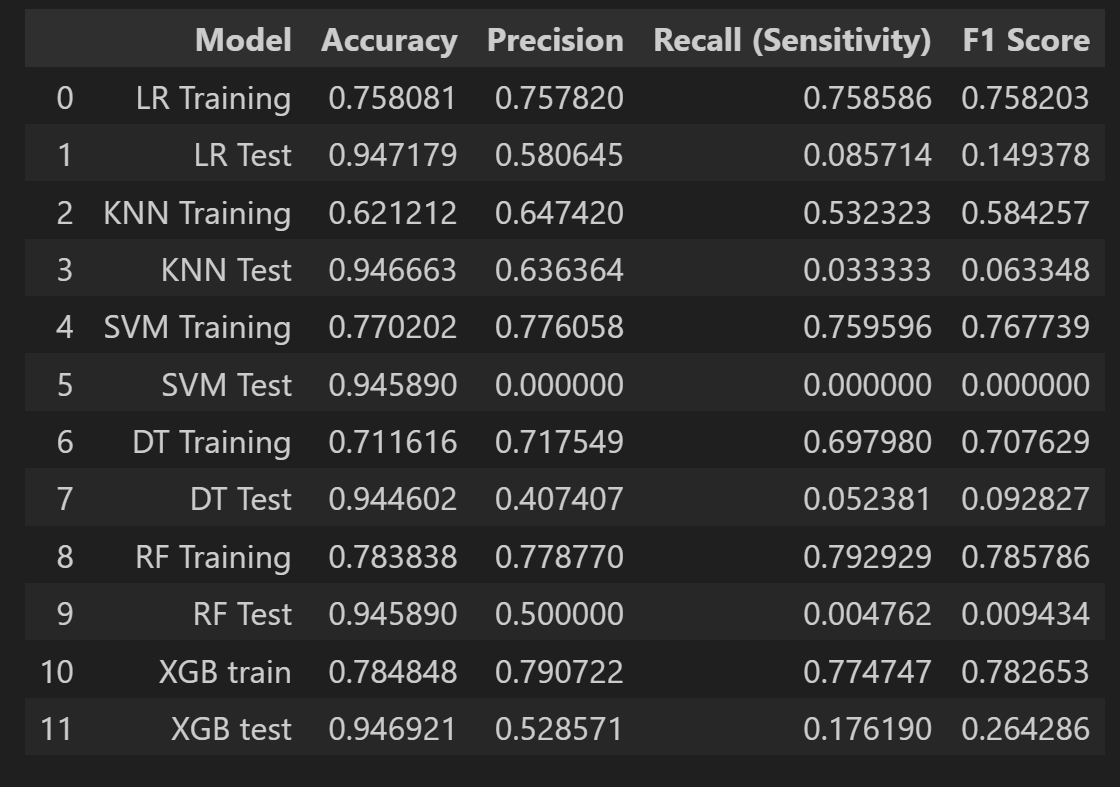 Model Accuracy Precision Recall (Sensitivity) F1 Score
0 LR Training 0.758081 0.757820 0.758586 0.758203
1 LR Test 0.947179 0.580645 0.085714 0.149378
2 KNN Training 0.621212 0.647420 0.532323 0.584257
3 KNN Test 0.946663 0.636364 0.033333 0.063348
4 SVM Training 0.770202 0.776058 0.759596 0.767739
5 SVM Test 0.945890 0.000000 0.000000 0.000000
6 DT Training 0.711616 0.717549 0.697980 0.707629
7 DT Test 0.944602 0.407407 0.052381 0.092827
8 RF Training 0.783838 0.778770 0.792929 0.785786
9 RF Test 0.945890 0.500000 0.004762 0.009434
10 XGB train 0.784848 0.790722 0.774747 0.782653
11 XGB test 0.946921 0.528571 0.176190 0.264286